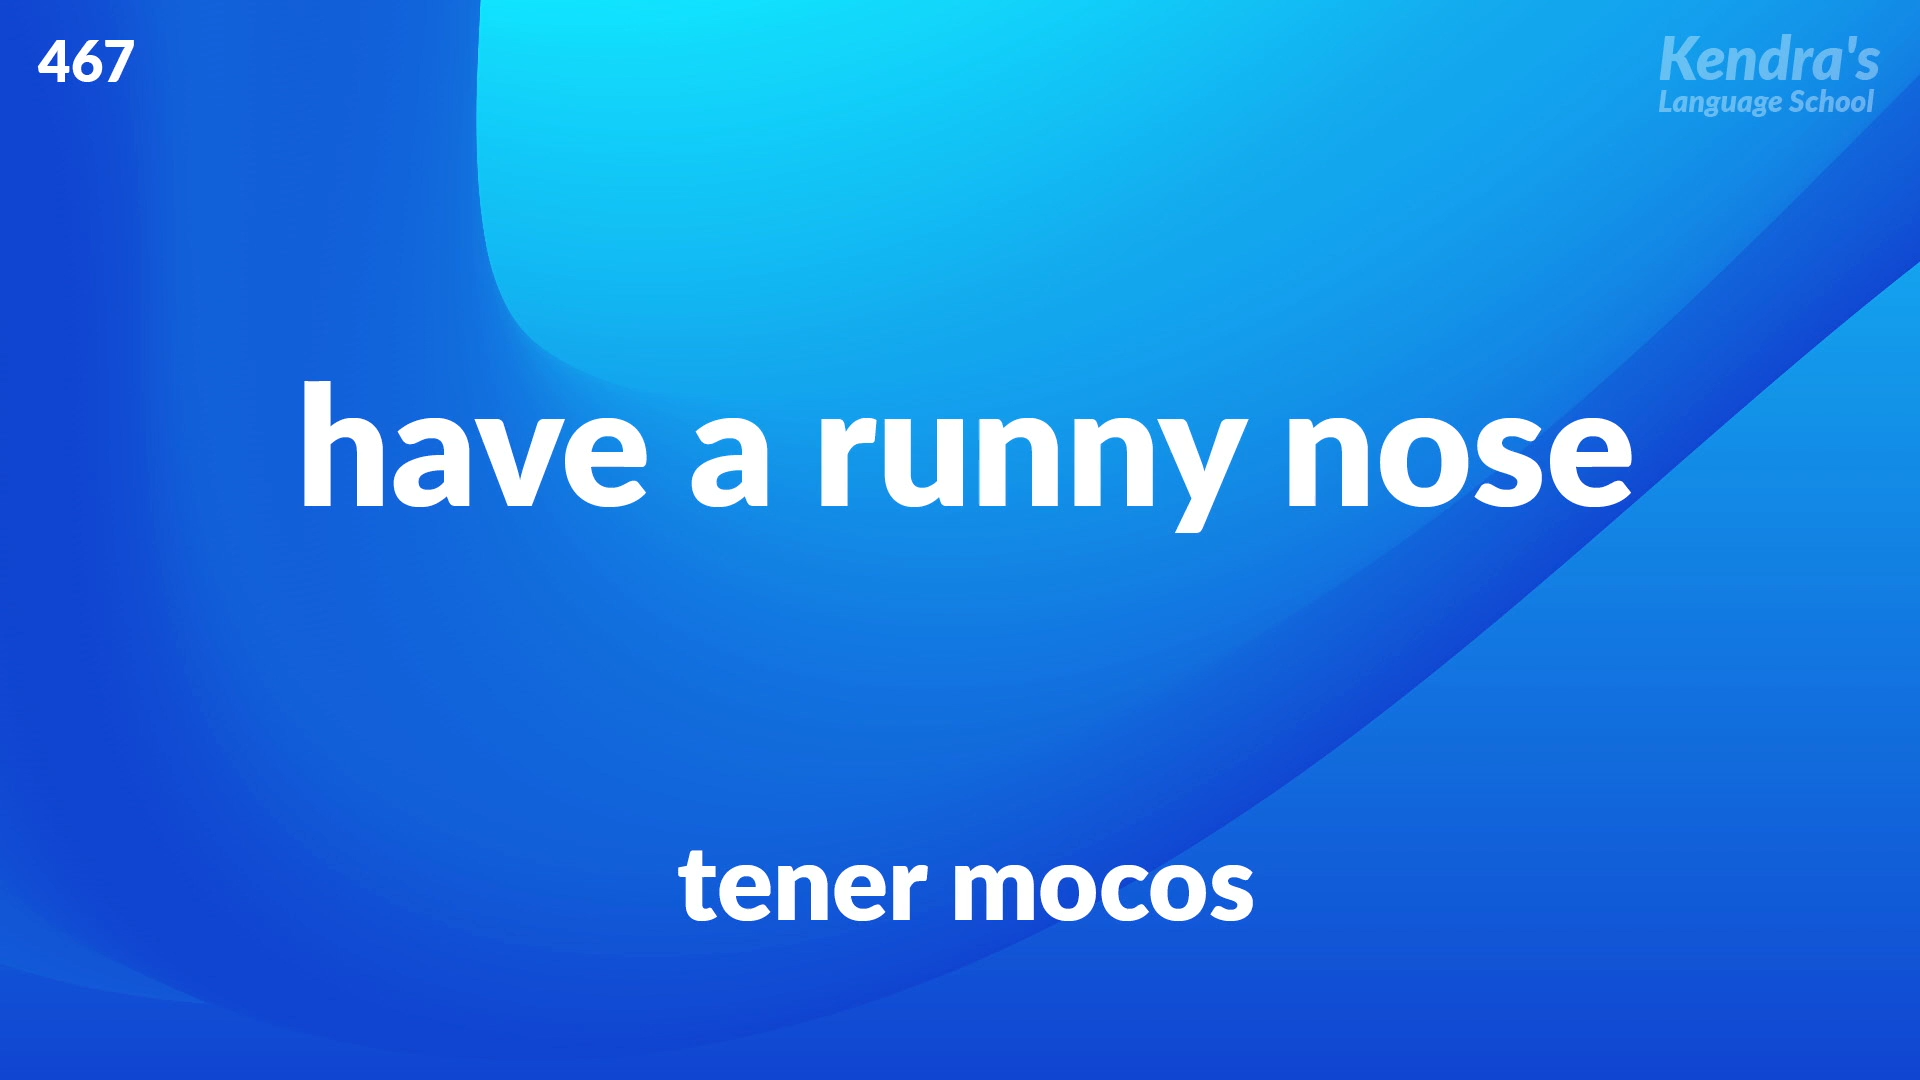 467
Kendra's
Language School
have a runny nose
tener mocos